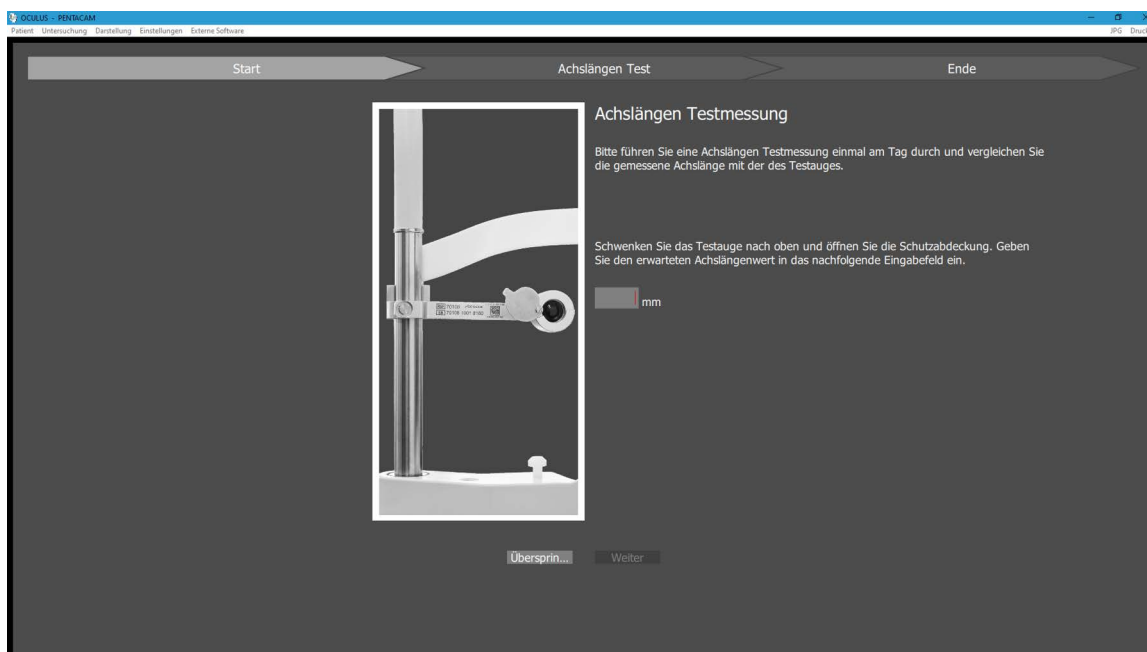 OCULUS - PENTACAM
Patient Untersuchung Darstellung Einstellungen Externe Software JPG Druck
Start Achslängen Test Ende
Achslängen Testmessung
Bitte führen Sie eine Achslängen Testmessung einmal am Tag durch und vergleichen Sie
die gemessene Achslänge mit der des Testauges.
Schwenken Sie das Testauge nach oben und öffnen Sie die Schutzabdeckung. Geben
Sie den erwarteten Achslängenwert in das nachfolgende Eingabefeld ein.
mm
Übersprin... Weiter